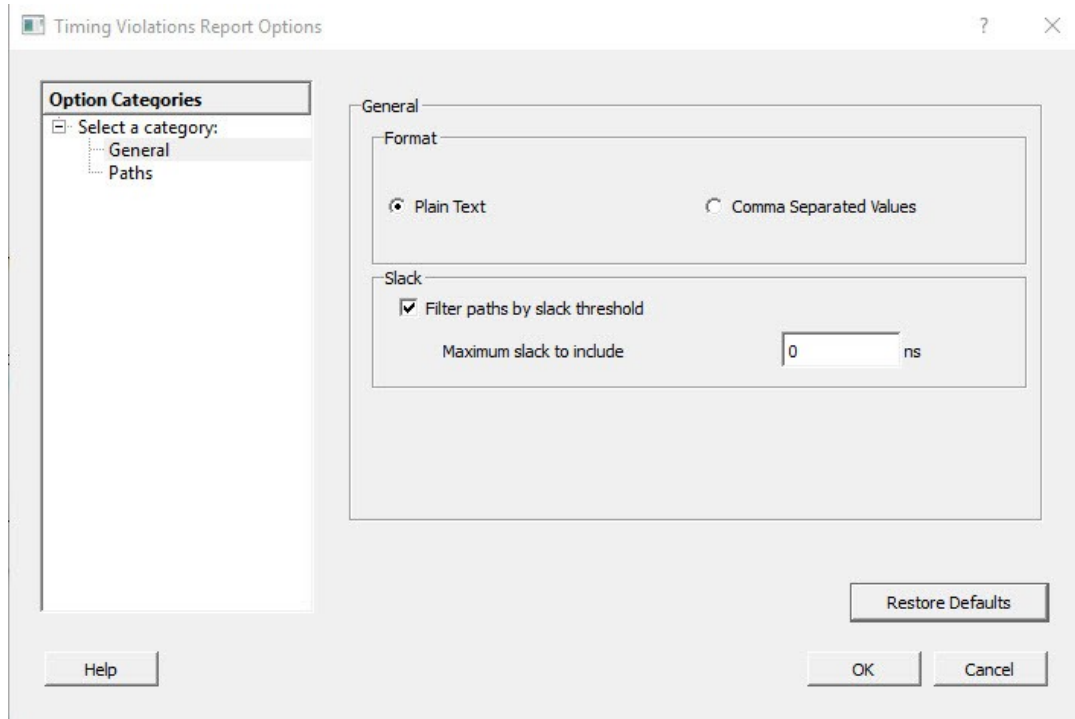 Timing Violations Report Options
?
Option Categories
Select a category:
General
Paths
General
Format
Plain Text
Comma Separated Values
Slack
Filter paths by slack threshold
Maximum slack to include 0 ns
Restore Defaults
Help
OK
Cancel